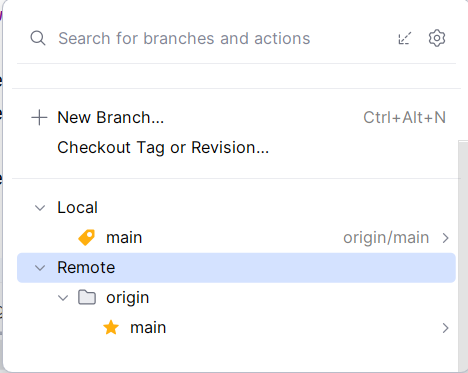 Search for branches and actions
New Branch... Ctrl+Alt+N
Checkout Tag or Revision...
Local
main origin/main
Remote
origin
main